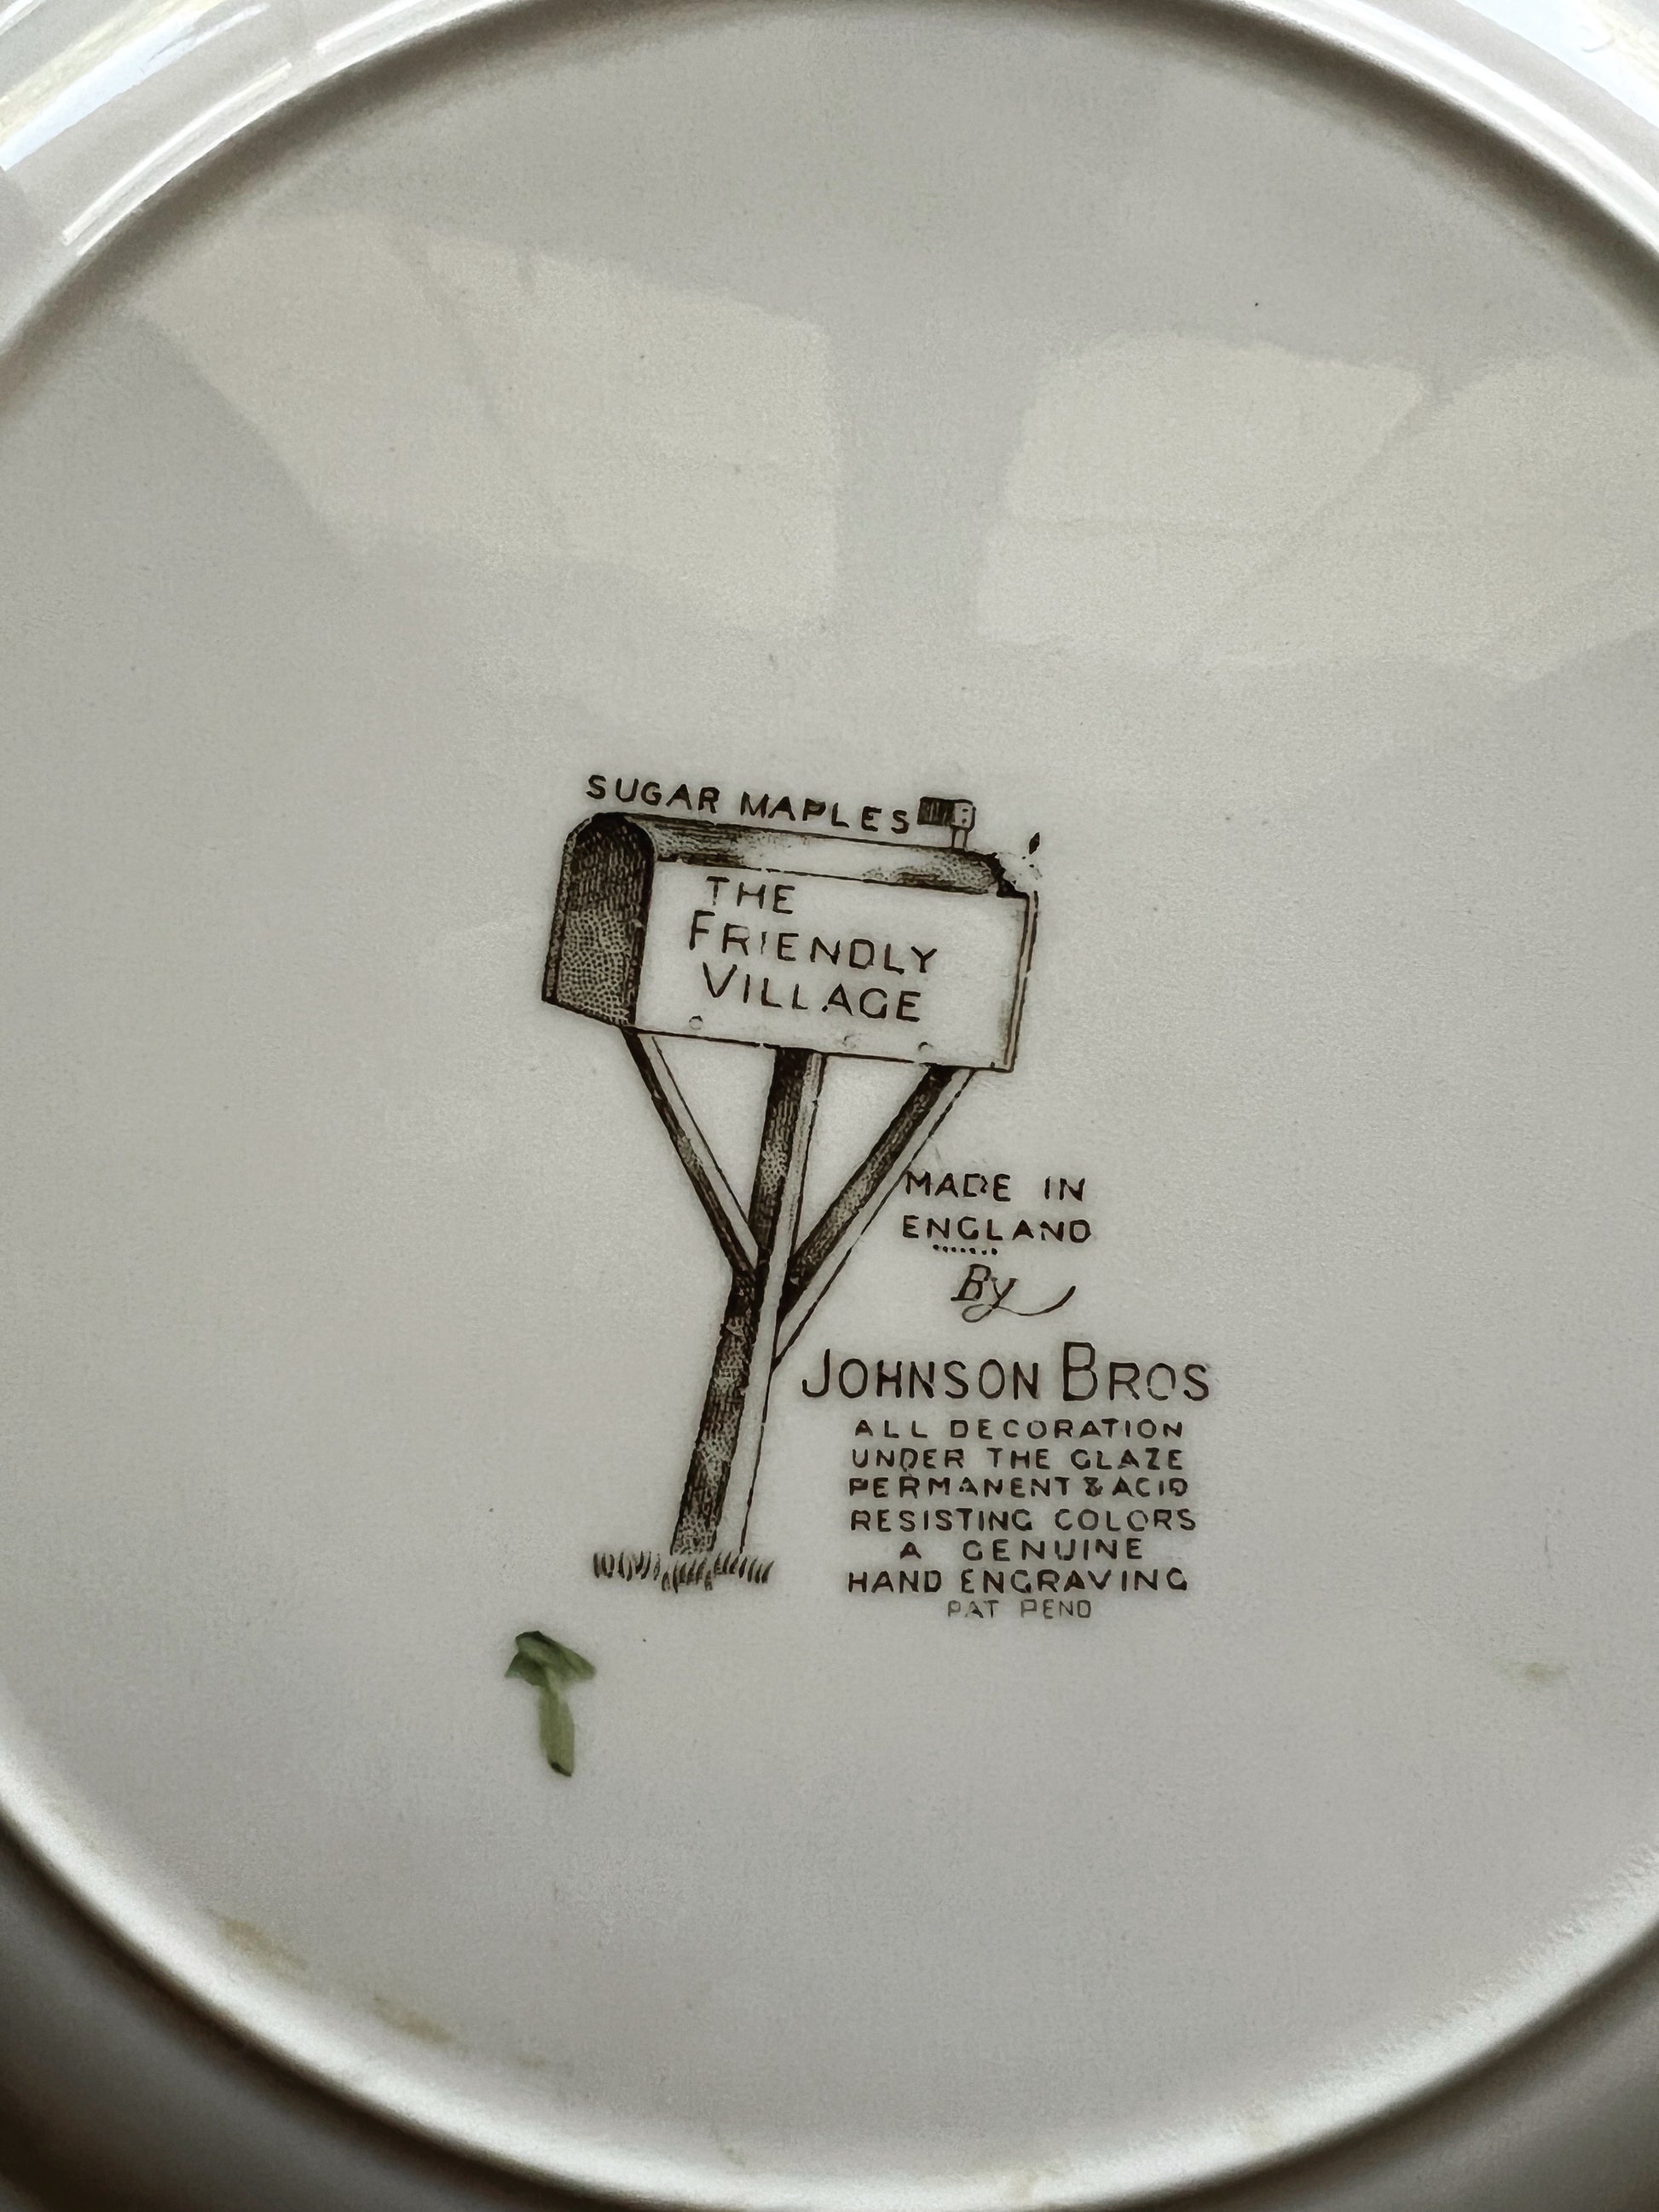 SUGAR MAPLES
THE
FRIENDLY
VILLAGE
MADE IN
ENGLAND
By
JOHNSON BROS
ALL DECORATION
UNDER THE GLAZE
PERMANENT & ACID
RESISTING COLORS
A GENUINE
HAND ENGRAVING
PAT PEND